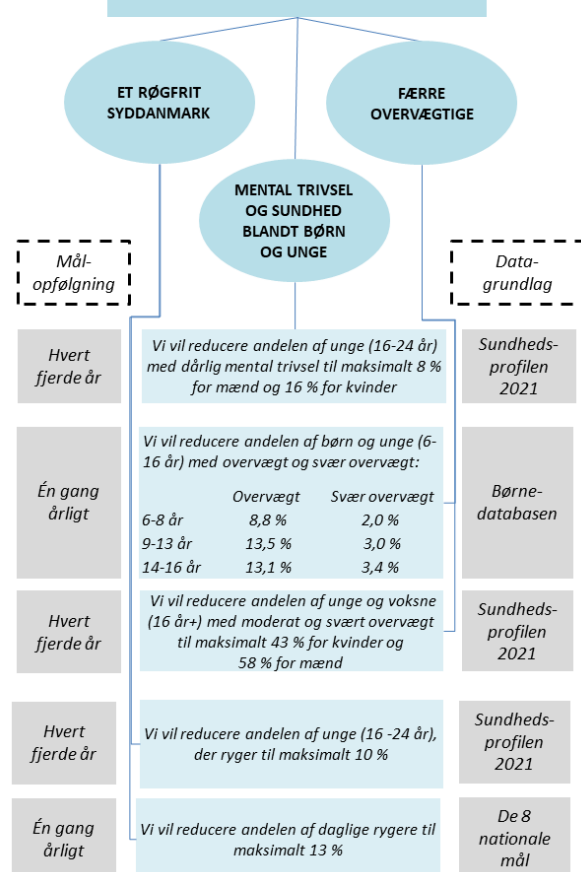 ET RØGFRIT
SYDDANMARK
FÆRRE
OVERVÆGTIGE
MENTAL TRIVSEL
OG SUNDHED
BLANDT BØRN
OG UNGE
Mål-
opfølgning
Data-
grundlag
Hvert
fjerde år
Vi vil reducere andelen af unge (16-24 år)
med dårlig mental trivsel til maksimalt 8 %
for mænd og 16 % for kvinder
Sundheds-
profilen
2021
Én gang
årligt
Vi vil reducere andelen af børn og unge (6-
16 år) med overvægt og svær overvægt:
Overvægt Svær overvægt
6-8 år 8,8 % 2,0 %
9-13 år 13,5 % 3,0 %
14-16 år 13,1 % 3,4 %
Børne-
databasen
Hvert
fjerde år
Vi vil reducere andelen af unge og voksne
(16 år+) med moderat og svært overvægt
til maksimalt 43 % for kvinder og
58 % for mænd
Sundheds-
profilen
2021
Hvert
fjerde år
Vi vil reducere andelen af unge (16 -24 år),
der ryger til maksimalt 10 %
Sundheds-
profilen
2021
Én gang
årligt
Vi vil reducere andelen af daglige rygere til
maksimalt 13 %
De 8
nationale
mål